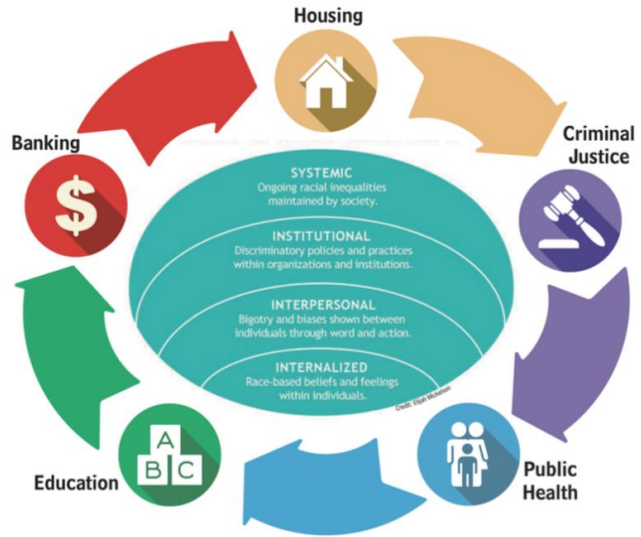 Housing
Criminal
Justice
Banking
$
SYSTEMIC
Ongoing racial inequalities
maintained by society.
INSTITUTIONAL
Discriminatory policies and practices
within organizations and institutions.
INTERPERSONAL
Bigotry and biases shown between
individuals through word and action.
INTERNALIZED
Race-based beliefs and feelings
within individuals.
Credit: Elijah Mickelson
A
B C
Education
Public
Health